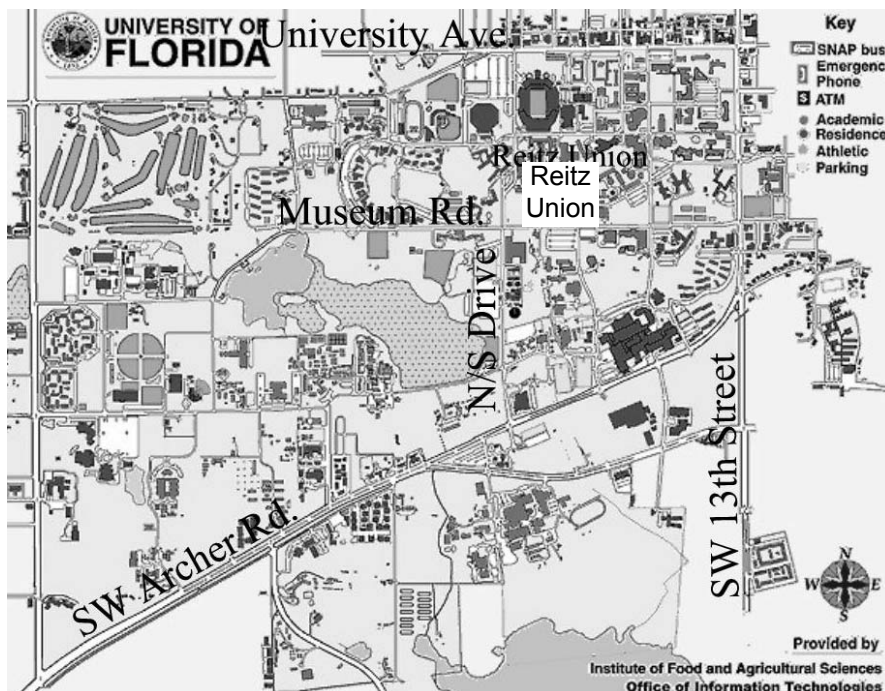 UNIVERSITY OF
FLORIDA
University Ave.
Key
SNAP bus
Emergenc
Phone
ATM
Academic
Residence
Athletic
Parking
Reitz Union
Reitz
Union
Museum Rd.
N/S Drive
SW 13th Street
SW Archer Rd.
N
W E
S
Provided by
Institute of Food and Agricultural Sciences
Office of Information Technologies